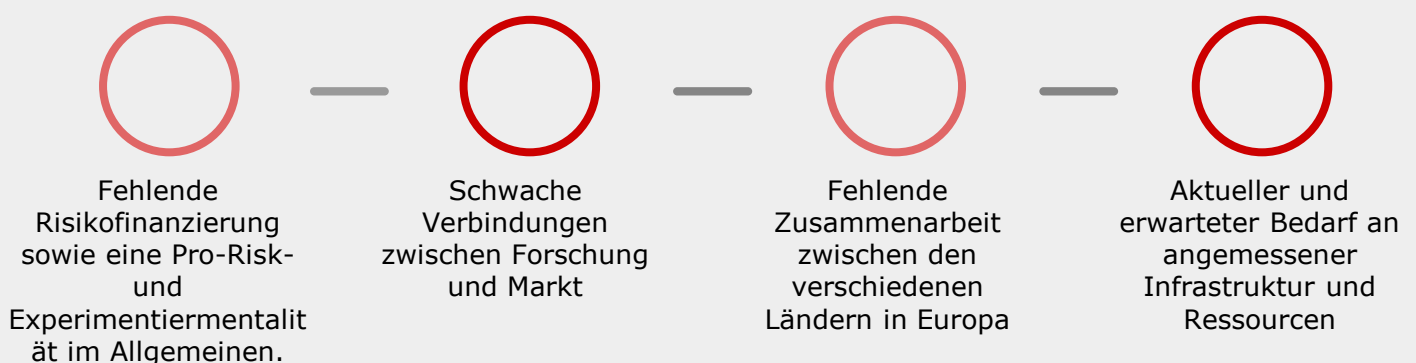 Fehlende
Risikofinanzierung
sowie eine Pro-Risk-
und
Experimentiermentalit
ät im Allgemeinen.
Schwache
Verbindungen
zwischen Forschung
und Markt
Fehlende
Zusammenarbeit
zwischen den
verschiedenen
Ländern in Europa
Aktueller und
erwarteter Bedarf an
angemessener
Infrastruktur und
Ressourcen